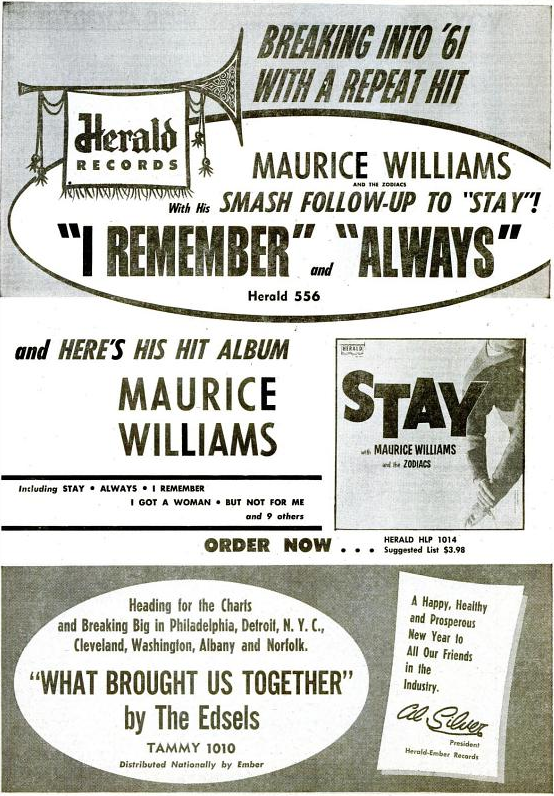 BREAKING INTO '61
WITH A REPEAT HIT
Herald
RECORDS
MAURICE WILLIAMS
AND THE ZODIACS
With His SMASH FOLLOW-UP TO "STAY"!
"I REMEMBER" and "ALWAYS"
Herald 556
and HERE'S HIS HIT ALBUM
MAURICE
WILLIAMS
Including STAY • ALWAYS • I REMEMBER
I GOT A WOMAN • BUT NOT FOR ME
and 9 others
HERALD
STAY
with MAURICE WILLIAMS
and the ZODIACS
ORDER NOW . . .
HERALD HLP 1014
Suggested List $3.98
Heading for the Charts
and Breaking Big in Philadelphia, Detroit, N. Y. C.,
Cleveland, Washington, Albany and Norfolk.
"WHAT BROUGHT US TOGETHER"
by The Edsels
TAMMY 1010
Distributed Nationally by Ember
A Happy, Healthy
and Prosperous
New Year to
All Our Friends
in the
Industry.
Al Silver
President
Herald-Ember Records